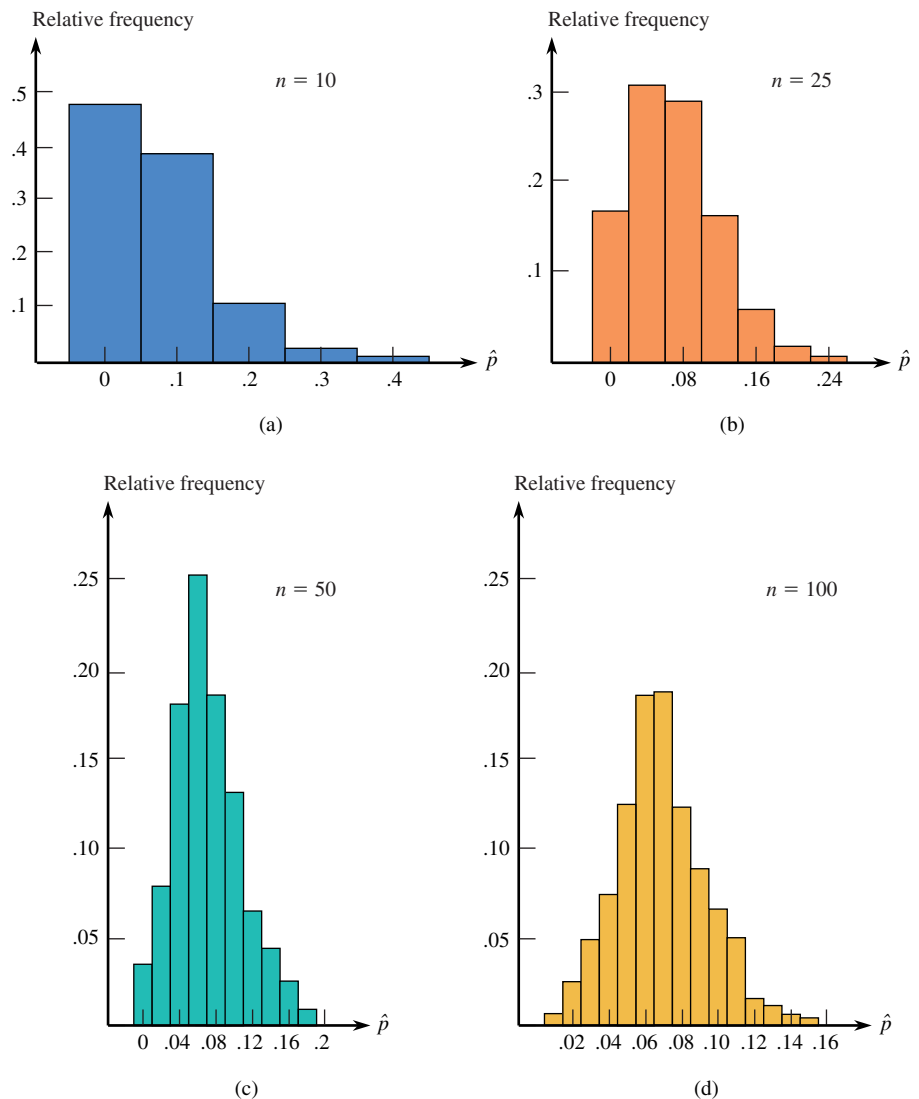 Relative frequency
n = 10
.5
.4
.3
.2
.1
0 .1 .2 .3 .4
p̂
(a)
Relative frequency
n = 25
.3
.2
.1
0 .08 .16 .24
p̂
(b)
Relative frequency
n = 50
.25
.20
.15
.10
.05
0 .04 .08 .12 .16 .2
p̂
(c)
Relative frequency
n = 100
.25
.20
.15
.10
.05
.02 .04 .06 .08 .10 .12 .14 .16
p̂
(d)